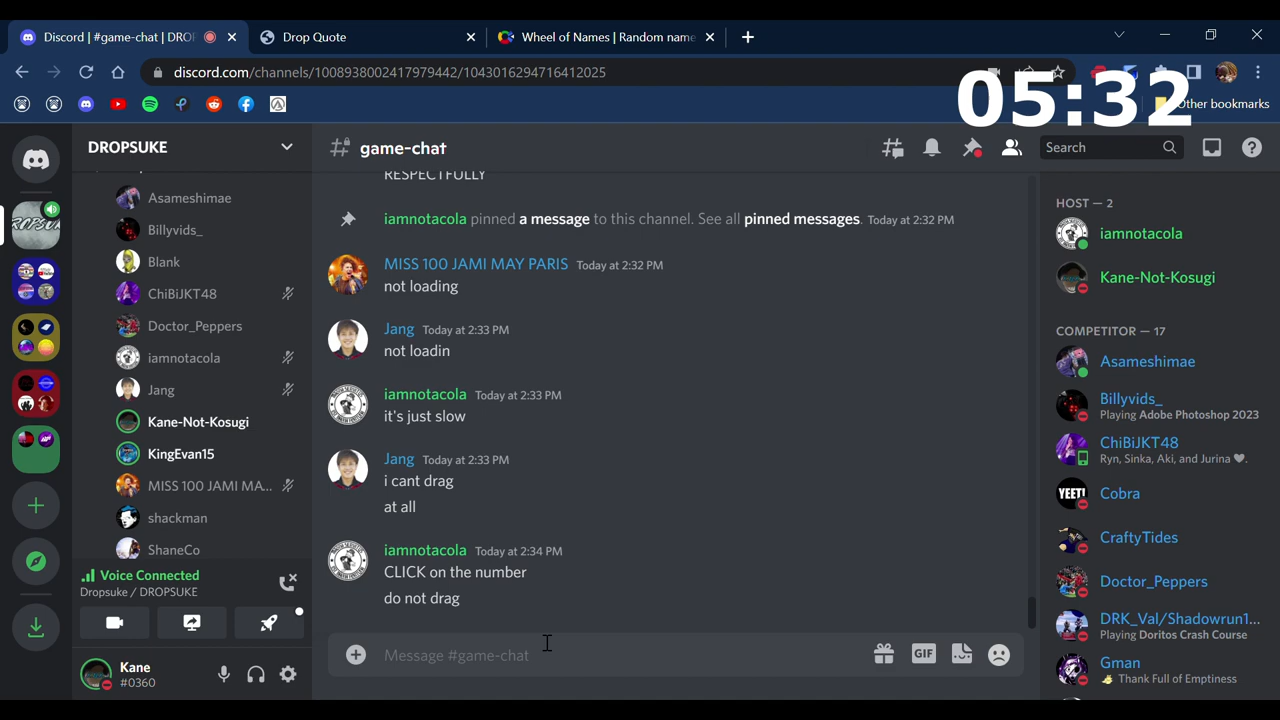 Discord | #game-chat | DRO
Drop Quote
Wheel of Names | Random name
discord.com/channels/1008938002417979442/1043016294716412025
05:32
Other bookmarks
DROPSUKE
game-chat
Search
Asameshimae
Billyvids_
Blank
ChiBiJKT48
Doctor_Peppers
iamnotacola
Jang
Kane-Not-Kosugi
KingEvan15
MISS 100 JAMI MA...
shackman
ShaneCo
Voice Connected
Dropsuke / DROPSUKE
Kane
#0360
RESPECTFULLY
iamnotacola pinned a message to this channel. See all pinned messages. Today at 2:32 PM
MISS 100 JAMI MAY PARIS Today at 2:32 PM
not loading
Jang Today at 2:33 PM
not loadin
iamnotacola Today at 2:33 PM
it's just slow
Jang Today at 2:33 PM
i cant drag
at all
iamnotacola Today at 2:34 PM
CLICK on the number
do not drag
Message #game-chat
GIF
HOST — 2
iamnotacola
Kane-Not-Kosugi
COMPETITOR — 17
Asameshimae
Billyvids_
Playing Adobe Photoshop 2023
ChiBiJKT48
Ryn, Sinka, Aki, and Jurina
YEET!
Cobra
CraftyTides
Doctor_Peppers
DRK_Val/Shadowrun1...
Playing Doritos Crash Course
Gman
Thank Full of Emptiness